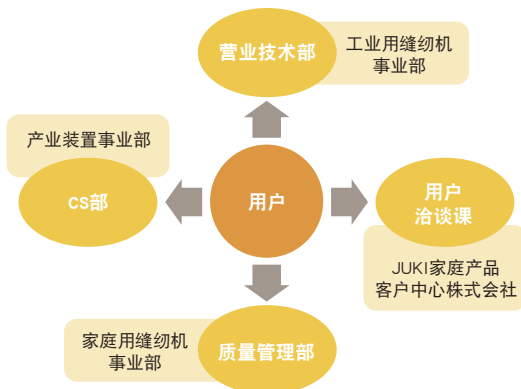 营业技术部
工业用缝纫机
事业部
产业装置事业部
CS部
用户
用户
洽谈课
JUKI家庭产品
客户中心株式会社
家庭用缝纫机
事业部
质量管理部